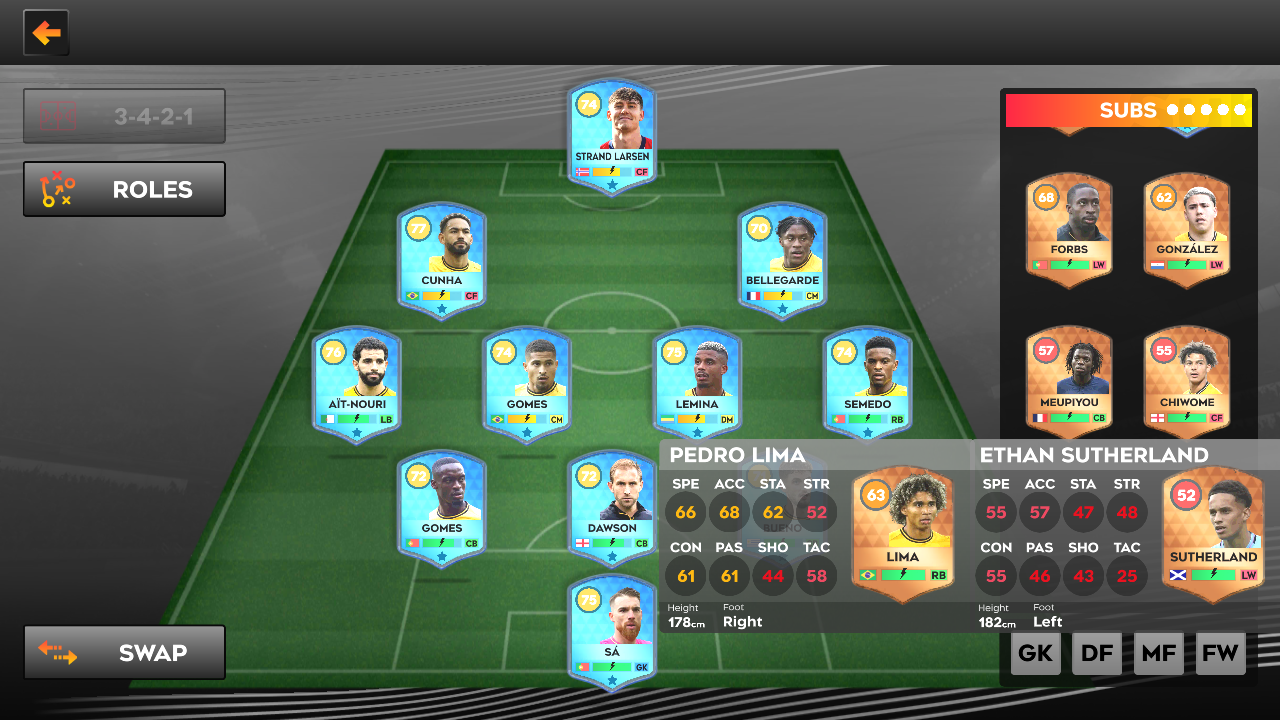 3-4-2-1
ROLES
SUBS
74
STRAND LARSEN
CF
68
FORBS
LW
62
GONZÁLEZ
LW
77
CUNHA
CF
70
BELLEGARDE
CM
76
AÏT-NOURI
LB
74
GOMES
CM
75
LEMINA
DM
74
SEMEDO
RB
57
MEUPIYOU
CB
55
CHIWOME
CF
72
GOMES
CB
72
DAWSON
CB
BUENO
PEDRO LIMA
SPE ACC STA STR
66 68 62 52
CON PAS SHO TAC
61 61 44 58
Height Foot
178cm Right
63
LIMA
RB
ETHAN SUTHERLAND
SPE ACC STA STR
55 57 47 48
CON PAS SHO TAC
55 46 43 25
Height Foot
182cm Left
52
SUTHERLAND
LW
75
SÁ
GK
SWAP
GK DF MF FW